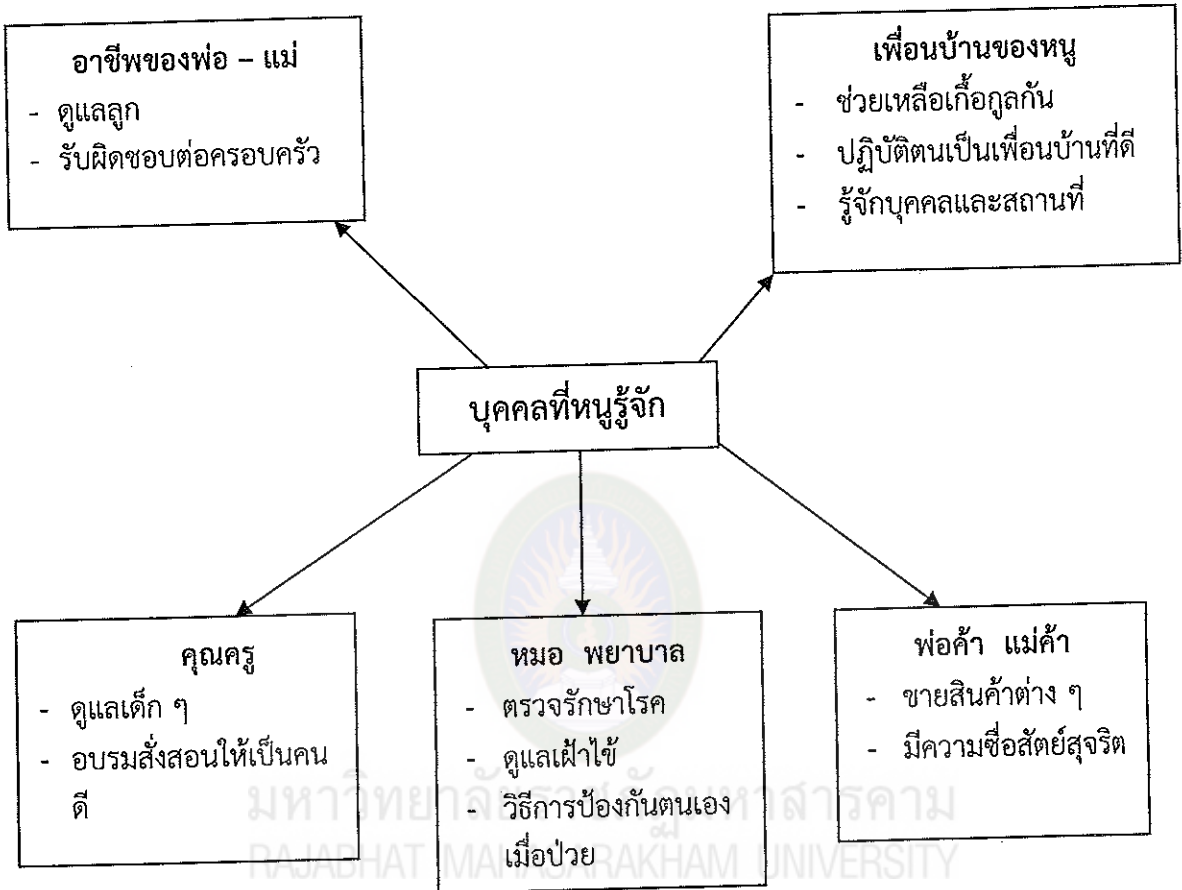 อาชีพของพ่อ – แม่
- ดูแลลูก
- รับผิดชอบต่อครอบครัว
เพื่อนบ้านของหนู
- ช่วยเหลือเกื้อกูลกัน
- ปฏิบัติตนเป็นเพื่อนบ้านที่ดี
- รู้จักบุคคลและสถานที่
บุคคลที่หนูรู้จัก
คุณครู
- ดูแลเด็ก ๆ
- อบรมสั่งสอนให้เป็นคน
ดี
หมอ พยาบาล
- ตรวจรักษาโรค
- ดูแลเฝ้าไข้
- วิธีการป้องกันตนเอง
เมื่อป่วย
พ่อค้า แม่ค้า
- ขายสินค้าต่าง ๆ
- มีความซื่อสัตย์สุจริต
มหาวิทยาลัยราชภัฏมหาสารคาม
RAJABHAT MAHASARAKHAM UNIVERSITY